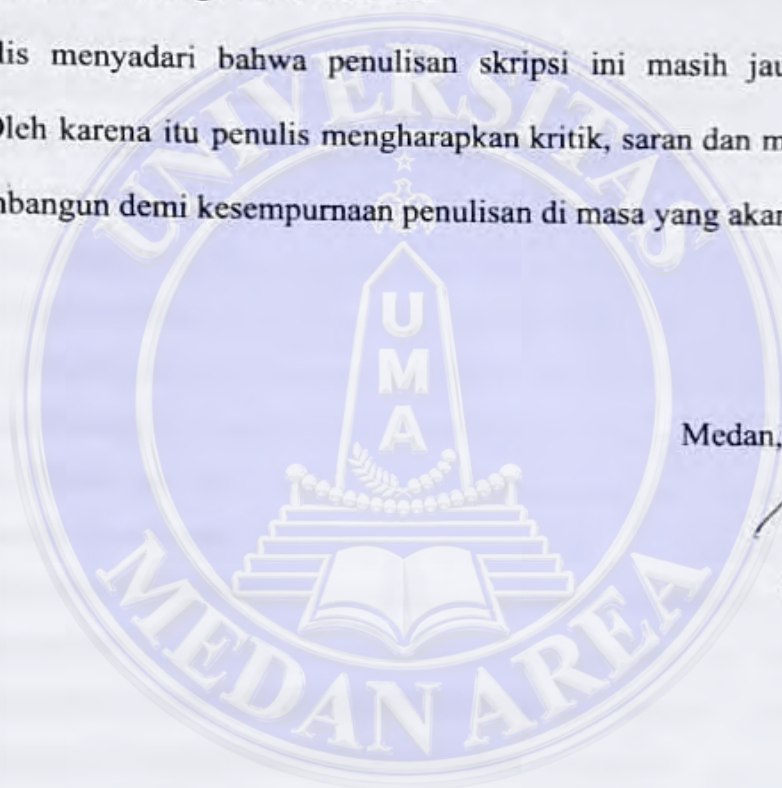 lis menyadari bahwa penulisan skripsi ini masih jau
Oleh karena itu penulis mengharapkan kritik, saran dan m
nbangun demi kesempurnaan penulisan di masa yang akan
Medan,
UNIVERSITAS
UMA
MEDAN AREA